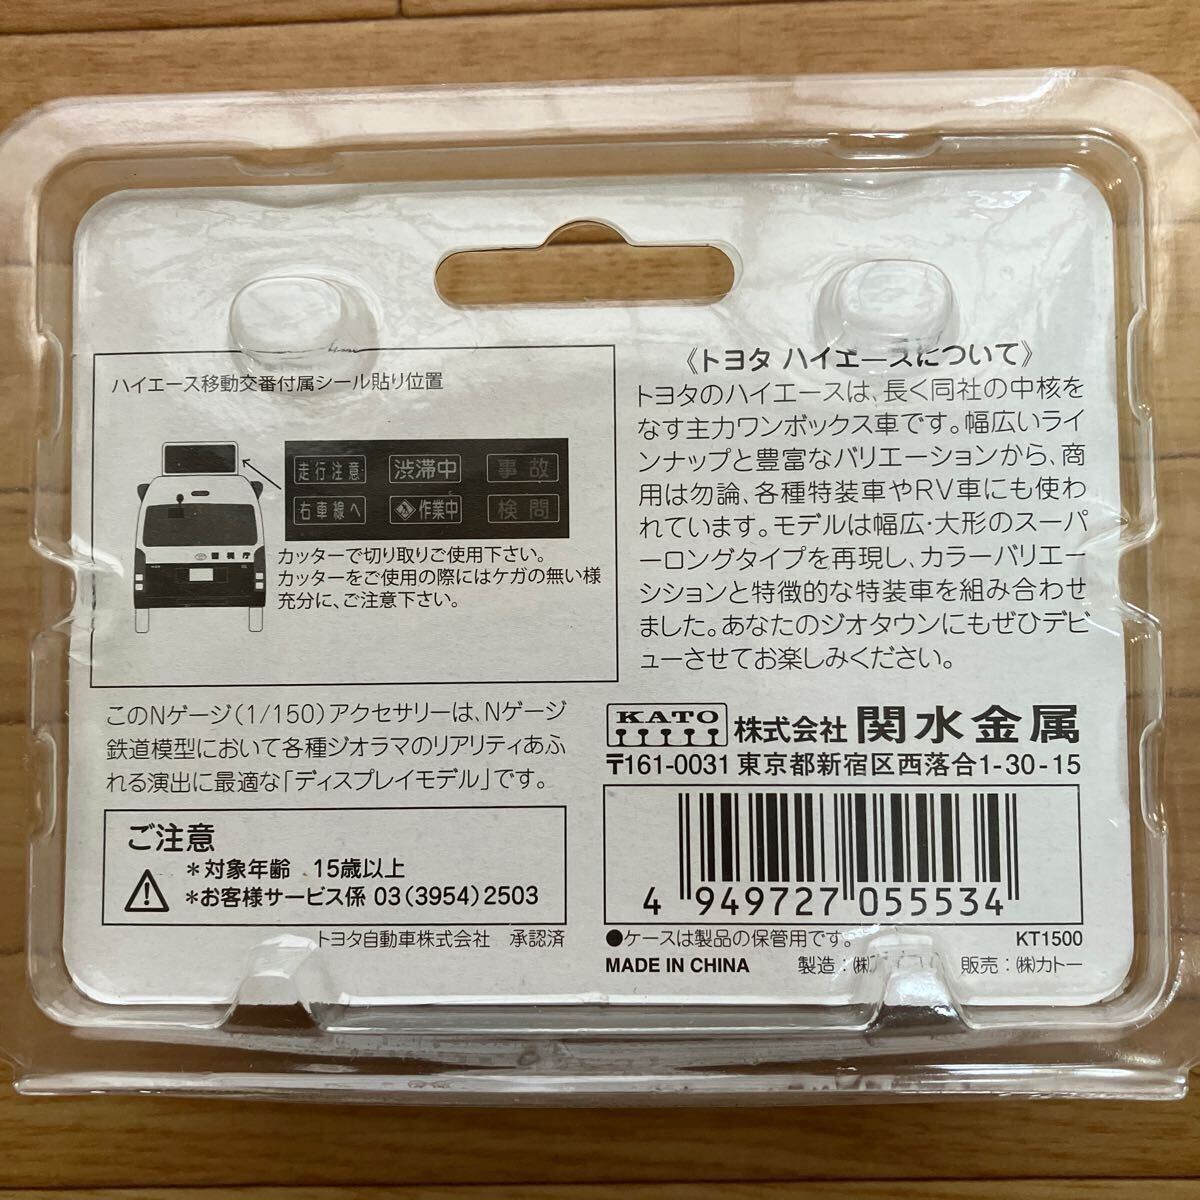 ハイエース移動交番付属シール貼り位置
走行注意
渋滞中
事故
右車線へ
作業中
検問
警視庁
カッターで切り取りご使用下さい。
カッターをご使用の際にはケガの無い様
充分に、ご注意下さい。
このNゲージ(1/150)アクセサリーは、Nゲージ
鉄道模型において各種ジオラマのリアリティあふ
れる演出に最適な「ディスプレイモデル」です。
ご注意
*対象年齢 15歳以上
*お客様サービス係 03(3954)2503
トヨタ自動車株式会社 承認済
《トヨタ ハイエースについて》
トヨタのハイエースは、長く同社の中核を
なす主力ワンボックス車です。幅広いライ
ンナップと豊富なバリエーションから、商
用は勿論、各種特装車やRV車にも使わ
れています。モデルは幅広・大形のスーパ
ーロングタイプを再現し、カラーバリエー
ションと特徴的な特装車を組み合わせ
ました。あなたのジオタウンにもぜひデビ
ューさせてお楽しみください。
KATO 株式会社 関水金属
〒161-0031 東京都新宿区西落合1-30-15
4 949727 055534
●ケースは製品の保管用です。 KT1500
MADE IN CHINA 製造：㈱ 販売：㈱カトー